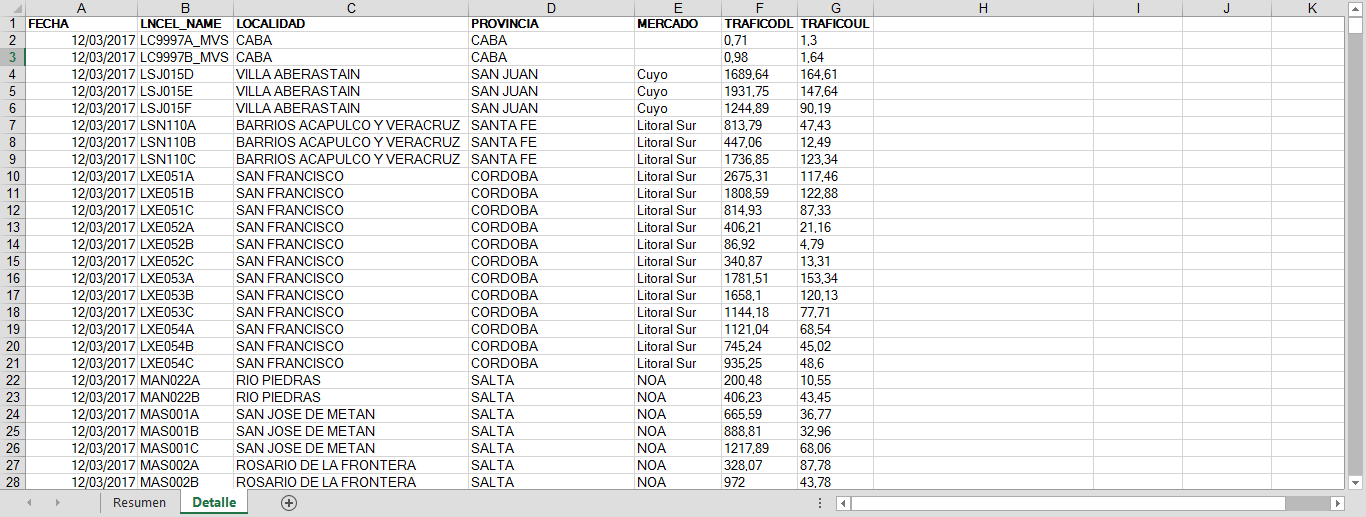 A B C D E F G H I J K
1 FECHA LNCEL_NAME LOCALIDAD PROVINCIA MERCADO TRAFICODL TRAFICOUL
2 12/03/2017 LC9997A_MVS CABA CABA 0,71 1,3
3 12/03/2017 LC9997B_MVS CABA CABA 0,98 1,64
4 12/03/2017 LSJ015D VILLA ABERASTAIN SAN JUAN Cuyo 1689,64 164,61
5 12/03/2017 LSJ015E VILLA ABERASTAIN SAN JUAN Cuyo 1931,75 147,64
6 12/03/2017 LSJ015F VILLA ABERASTAIN SAN JUAN Cuyo 1244,89 90,19
7 12/03/2017 LSN110A BARRIOS ACAPULCO Y VERACRUZ SANTA FE Litoral Sur 813,79 47,43
8 12/03/2017 LSN110B BARRIOS ACAPULCO Y VERACRUZ SANTA FE Litoral Sur 447,06 12,49
9 12/03/2017 LSN110C BARRIOS ACAPULCO Y VERACRUZ SANTA FE Litoral Sur 1736,85 123,34
10 12/03/2017 LXE051A SAN FRANCISCO CORDOBA Litoral Sur 2675,31 117,46
11 12/03/2017 LXE051B SAN FRANCISCO CORDOBA Litoral Sur 1808,59 122,88
12 12/03/2017 LXE051C SAN FRANCISCO CORDOBA Litoral Sur 814,93 87,33
13 12/03/2017 LXE052A SAN FRANCISCO CORDOBA Litoral Sur 406,21 21,16
14 12/03/2017 LXE052B SAN FRANCISCO CORDOBA Litoral Sur 86,92 4,79
15 12/03/2017 LXE052C SAN FRANCISCO CORDOBA Litoral Sur 340,87 13,31
16 12/03/2017 LXE053A SAN FRANCISCO CORDOBA Litoral Sur 1781,51 153,34
17 12/03/2017 LXE053B SAN FRANCISCO CORDOBA Litoral Sur 1658,1 120,13
18 12/03/2017 LXE053C SAN FRANCISCO CORDOBA Litoral Sur 1144,18 77,71
19 12/03/2017 LXE054A SAN FRANCISCO CORDOBA Litoral Sur 1121,04 68,54
20 12/03/2017 LXE054B SAN FRANCISCO CORDOBA Litoral Sur 745,24 45,02
21 12/03/2017 LXE054C SAN FRANCISCO CORDOBA Litoral Sur 935,25 48,6
22 12/03/2017 MAN022A RIO PIEDRAS SALTA NOA 200,48 10,55
23 12/03/2017 MAN022B RIO PIEDRAS SALTA NOA 406,23 43,45
24 12/03/2017 MAS001A SAN JOSE DE METAN SALTA NOA 665,59 36,77
25 12/03/2017 MAS001B SAN JOSE DE METAN SALTA NOA 888,81 32,96
26 12/03/2017 MAS001C SAN JOSE DE METAN SALTA NOA 1217,89 68,06
27 12/03/2017 MAS002A ROSARIO DE LA FRONTERA SALTA NOA 328,07 87,78
28 12/03/2017 MAS002B ROSARIO DE LA FRONTERA SALTA NOA 972 43,78
Resumen Detalle